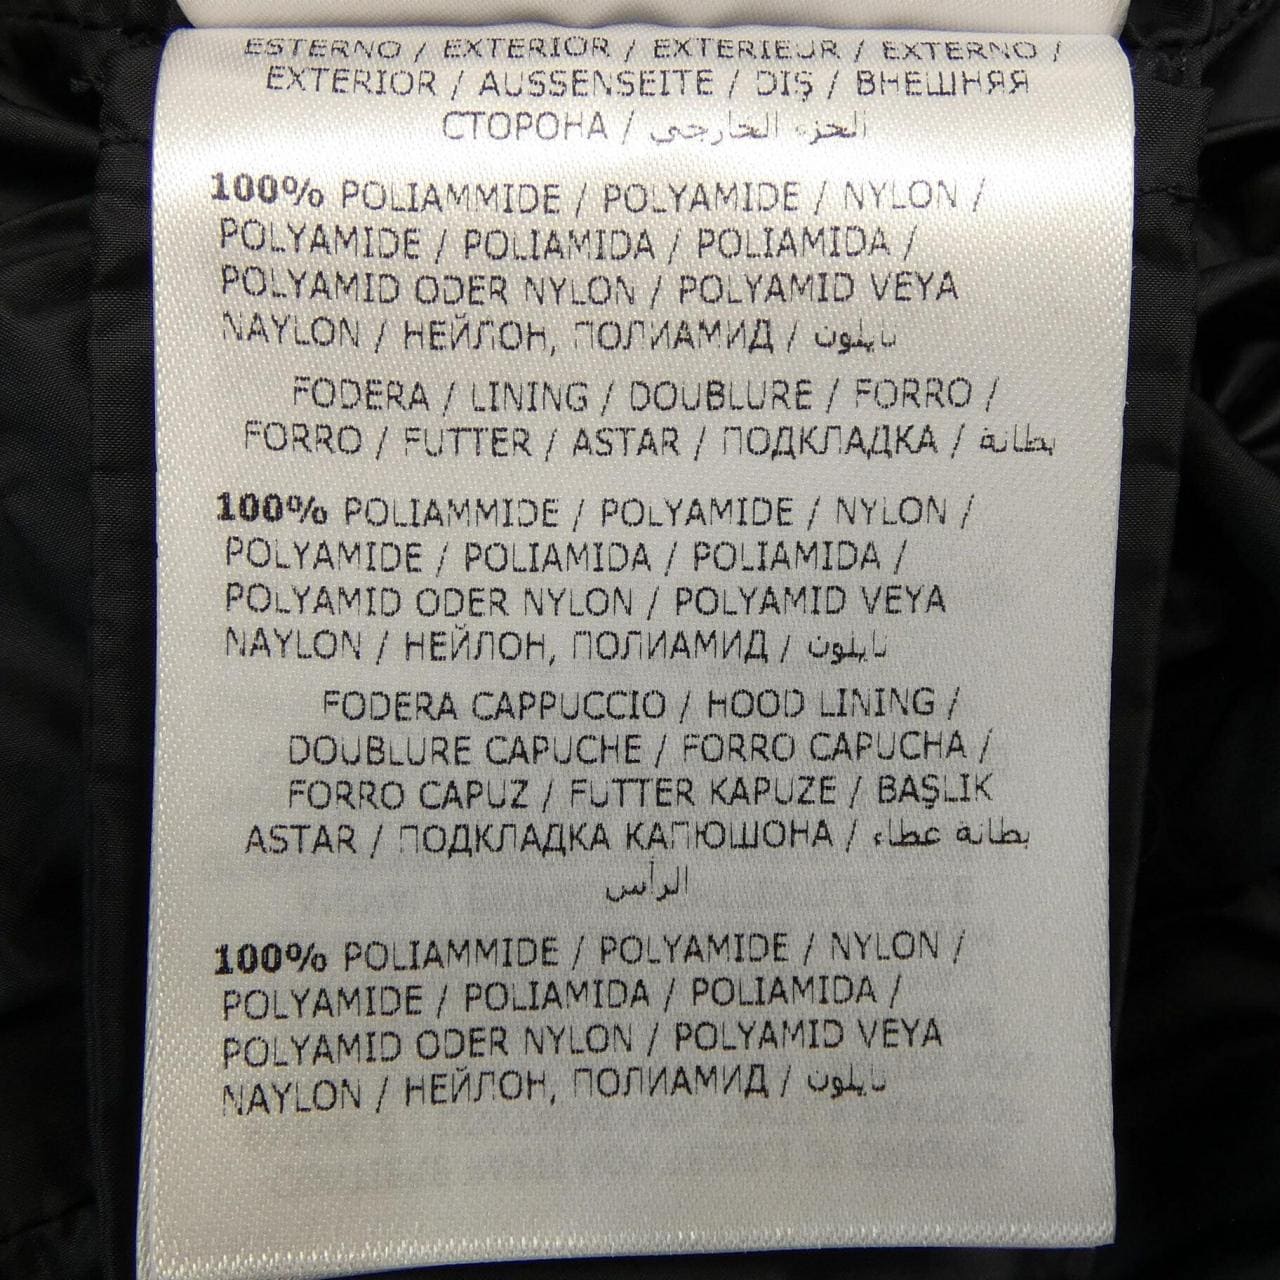 ESTERNO / EXTERIOR / EXTERIEUR / EXTERNO /
EXTERIOR / AUSSENSEITE / DIŞ / ВНЕШНЯЯ
СТОРОНА / الجزء الخارجي
100% POLIAMMIDE / POLYAMIDE / NYLON /
POLYAMIDE / POLIAMIDA / POLIAMIDA /
POLYAMID ODER NYLON / POLYAMID VEYA
NAYLON / НЕЙЛОН, ПОЛИАМИД / نايلون
FODERA / LINING / DOUBLURE / FORRO /
FORRO / FUTTER / ASTAR / ПОДКЛАДКА / بطانة
100% POLIAMMIDE / POLYAMIDE / NYLON /
POLYAMIDE / POLIAMIDA / POLIAMIDA /
POLYAMID ODER NYLON / POLYAMID VEYA
NAYLON / НЕЙЛОН, ПОЛИАМИД / نايلون
FODERA CAPPUCCIO / HOOD LINING /
DOUBLURE CAPUCHE / FORRO CAPUCHA /
FORRO CAPUZ / FUTTER KAPUZE / BAŞLIK
ASTAR / ПОДКЛАДКА КАПЮШОНА / بطانة غطاء
الرأس
100% POLIAMMIDE / POLYAMIDE / NYLON /
POLYAMIDE / POLIAMIDA / POLIAMIDA /
POLYAMID ODER NYLON / POLYAMID VEYA
NAYLON / НЕЙЛОН, ПОЛИАМИД / نايلون